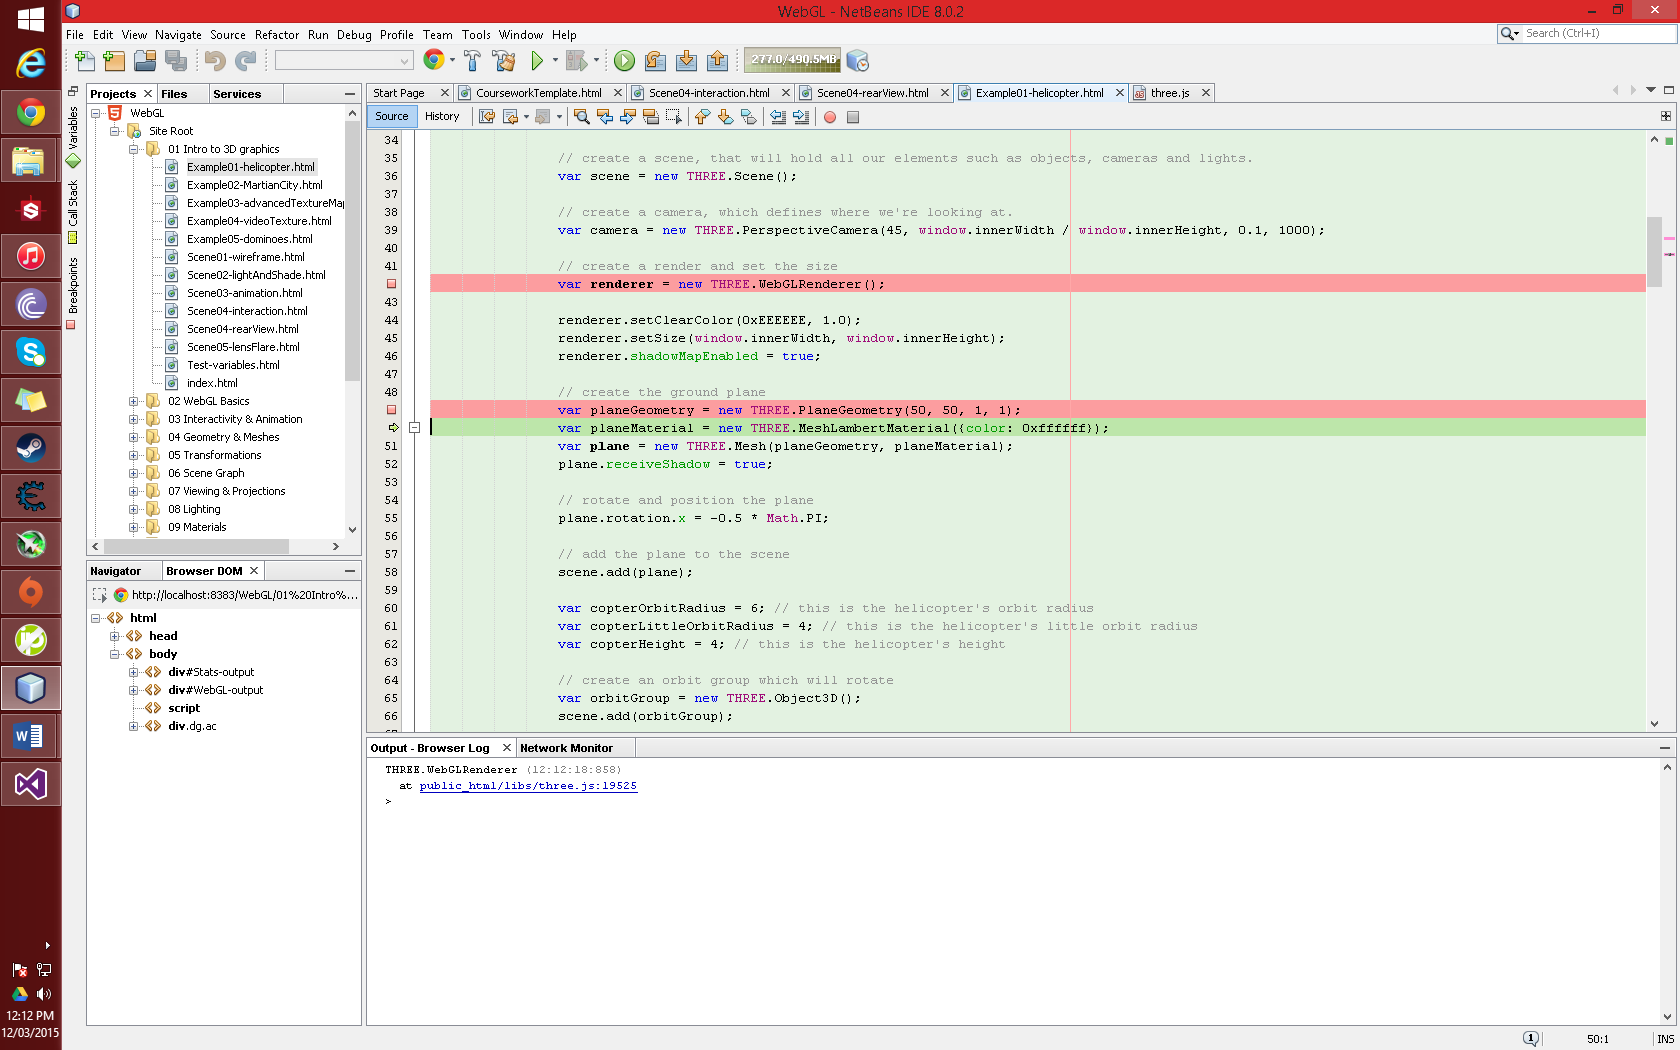 WebGL - NetBeans IDE 8.0.2
File Edit View Navigate Source Refactor Run Debug Profile Team Tools Window Help
Search (Ctrl+I)
277.0/490.5MB
Projects Files Services
Variables
Call Stack
Breakpoints
WebGL
Site Root
01 Intro to 3D graphics
Example01-helicopter.html
Example02-MartianCity.html
Example03-advancedTextureMap
Example04-videoTexture.html
Example05-dominoes.html
Scene01-wireframe.html
Scene02-lightAndShade.html
Scene03-animation.html
Scene04-interaction.html
Scene04-rearView.html
Scene05-lensFlare.html
Test-variables.html
index.html
02 WebGL Basics
03 Interactivity & Animation
04 Geometry & Meshes
05 Transformations
06 Scene Graph
07 Viewing & Projections
08 Lighting
09 Materials
Navigator Browser DOM
http://localhost:8383/WebGL/01%20Intro%...
html
head
body
div#Stats-output
div#WebGL-output
script
div.dg.ac
Start Page CourseworkTemplate.html Scene04-interaction.html Scene04-rearView.html Example01-helicopter.html three.js
Source History
34
35 // create a scene, that will hold all our elements such as objects, cameras and lights.
36 var scene = new THREE.Scene();
37
38 // create a camera, which defines where we're looking at.
39 var camera = new THREE.PerspectiveCamera(45, window.innerWidth / window.innerHeight, 0.1, 1000);
40
41 // create a render and set the size
var renderer = new THREE.WebGLRenderer();
43
44 renderer.setClearColor(0xEEEEEE, 1.0);
45 renderer.setSize(window.innerWidth, window.innerHeight);
46 renderer.shadowMapEnabled = true;
47
48 // create the ground plane
var planeGeometry = new THREE.PlaneGeometry(50, 50, 1, 1);
var planeMaterial = new THREE.MeshLambertMaterial({color: 0xffffff});
51 var plane = new THREE.Mesh(planeGeometry, planeMaterial);
52 plane.receiveShadow = true;
53
54 // rotate and position the plane
55 plane.rotation.x = -0.5 * Math.PI;
56
57 // add the plane to the scene
58 scene.add(plane);
59
60 var copterOrbitRadius = 6; // this is the helicopter's orbit radius
61 var copterLittleOrbitRadius = 4; // this is the helicopter's little orbit radius
62 var copterHeight = 4; // this is the helicopter's height
63
64 // create an orbit group which will rotate
65 var orbitGroup = new THREE.Object3D();
66 scene.add(orbitGroup);
Output - Browser Log Network Monitor
THREE.WebGLRenderer (12:12:18:858)
at public_html/libs/three.js:19525
>
12:12 PM
12/03/2015
1
50:1
INS